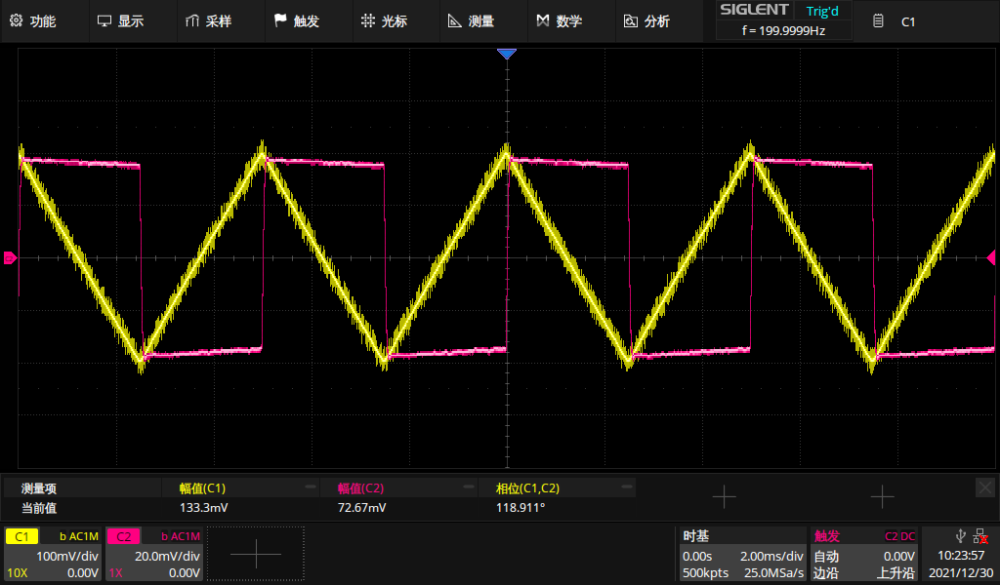 功能 显示 采样 触发 光标 测量 数学 分析 SIGLENT Trig'd C1
f = 199.9999Hz
测量项 幅值(C1) 幅值(C2) 相位(C1,C2)
当前值 133.3mV 72.67mV 118.911°
C1 b AC1M C2 b AC1M 时基 触发 C2 DC
100mV/div 20.0mV/div 0.00s 2.00ms/div 自动 0.00V 10:23:57
10X 0.00V 1X 0.00V 500kpts 25.0MSa/s 边沿 上升沿 2021/12/30